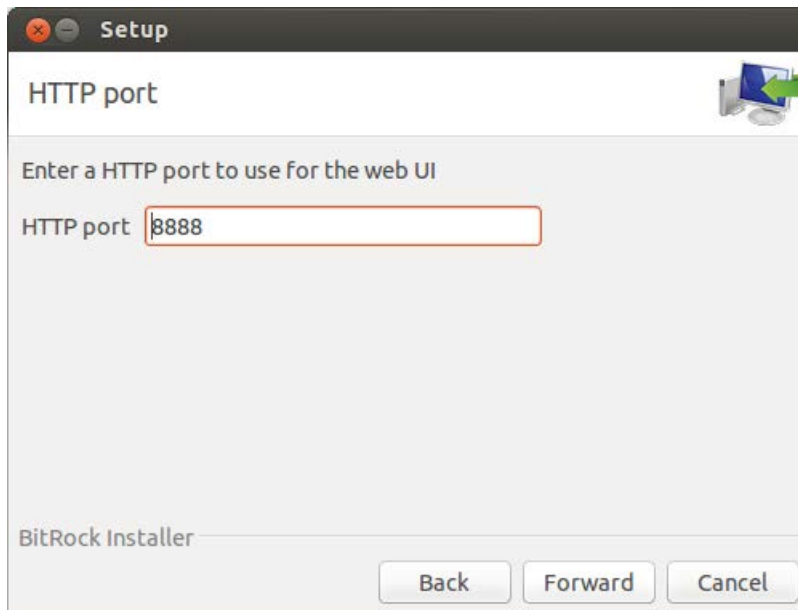 Setup
HTTP port
Enter a HTTP port to use for the web UI
HTTP port 8888
BitRock Installer
Back Forward Cancel